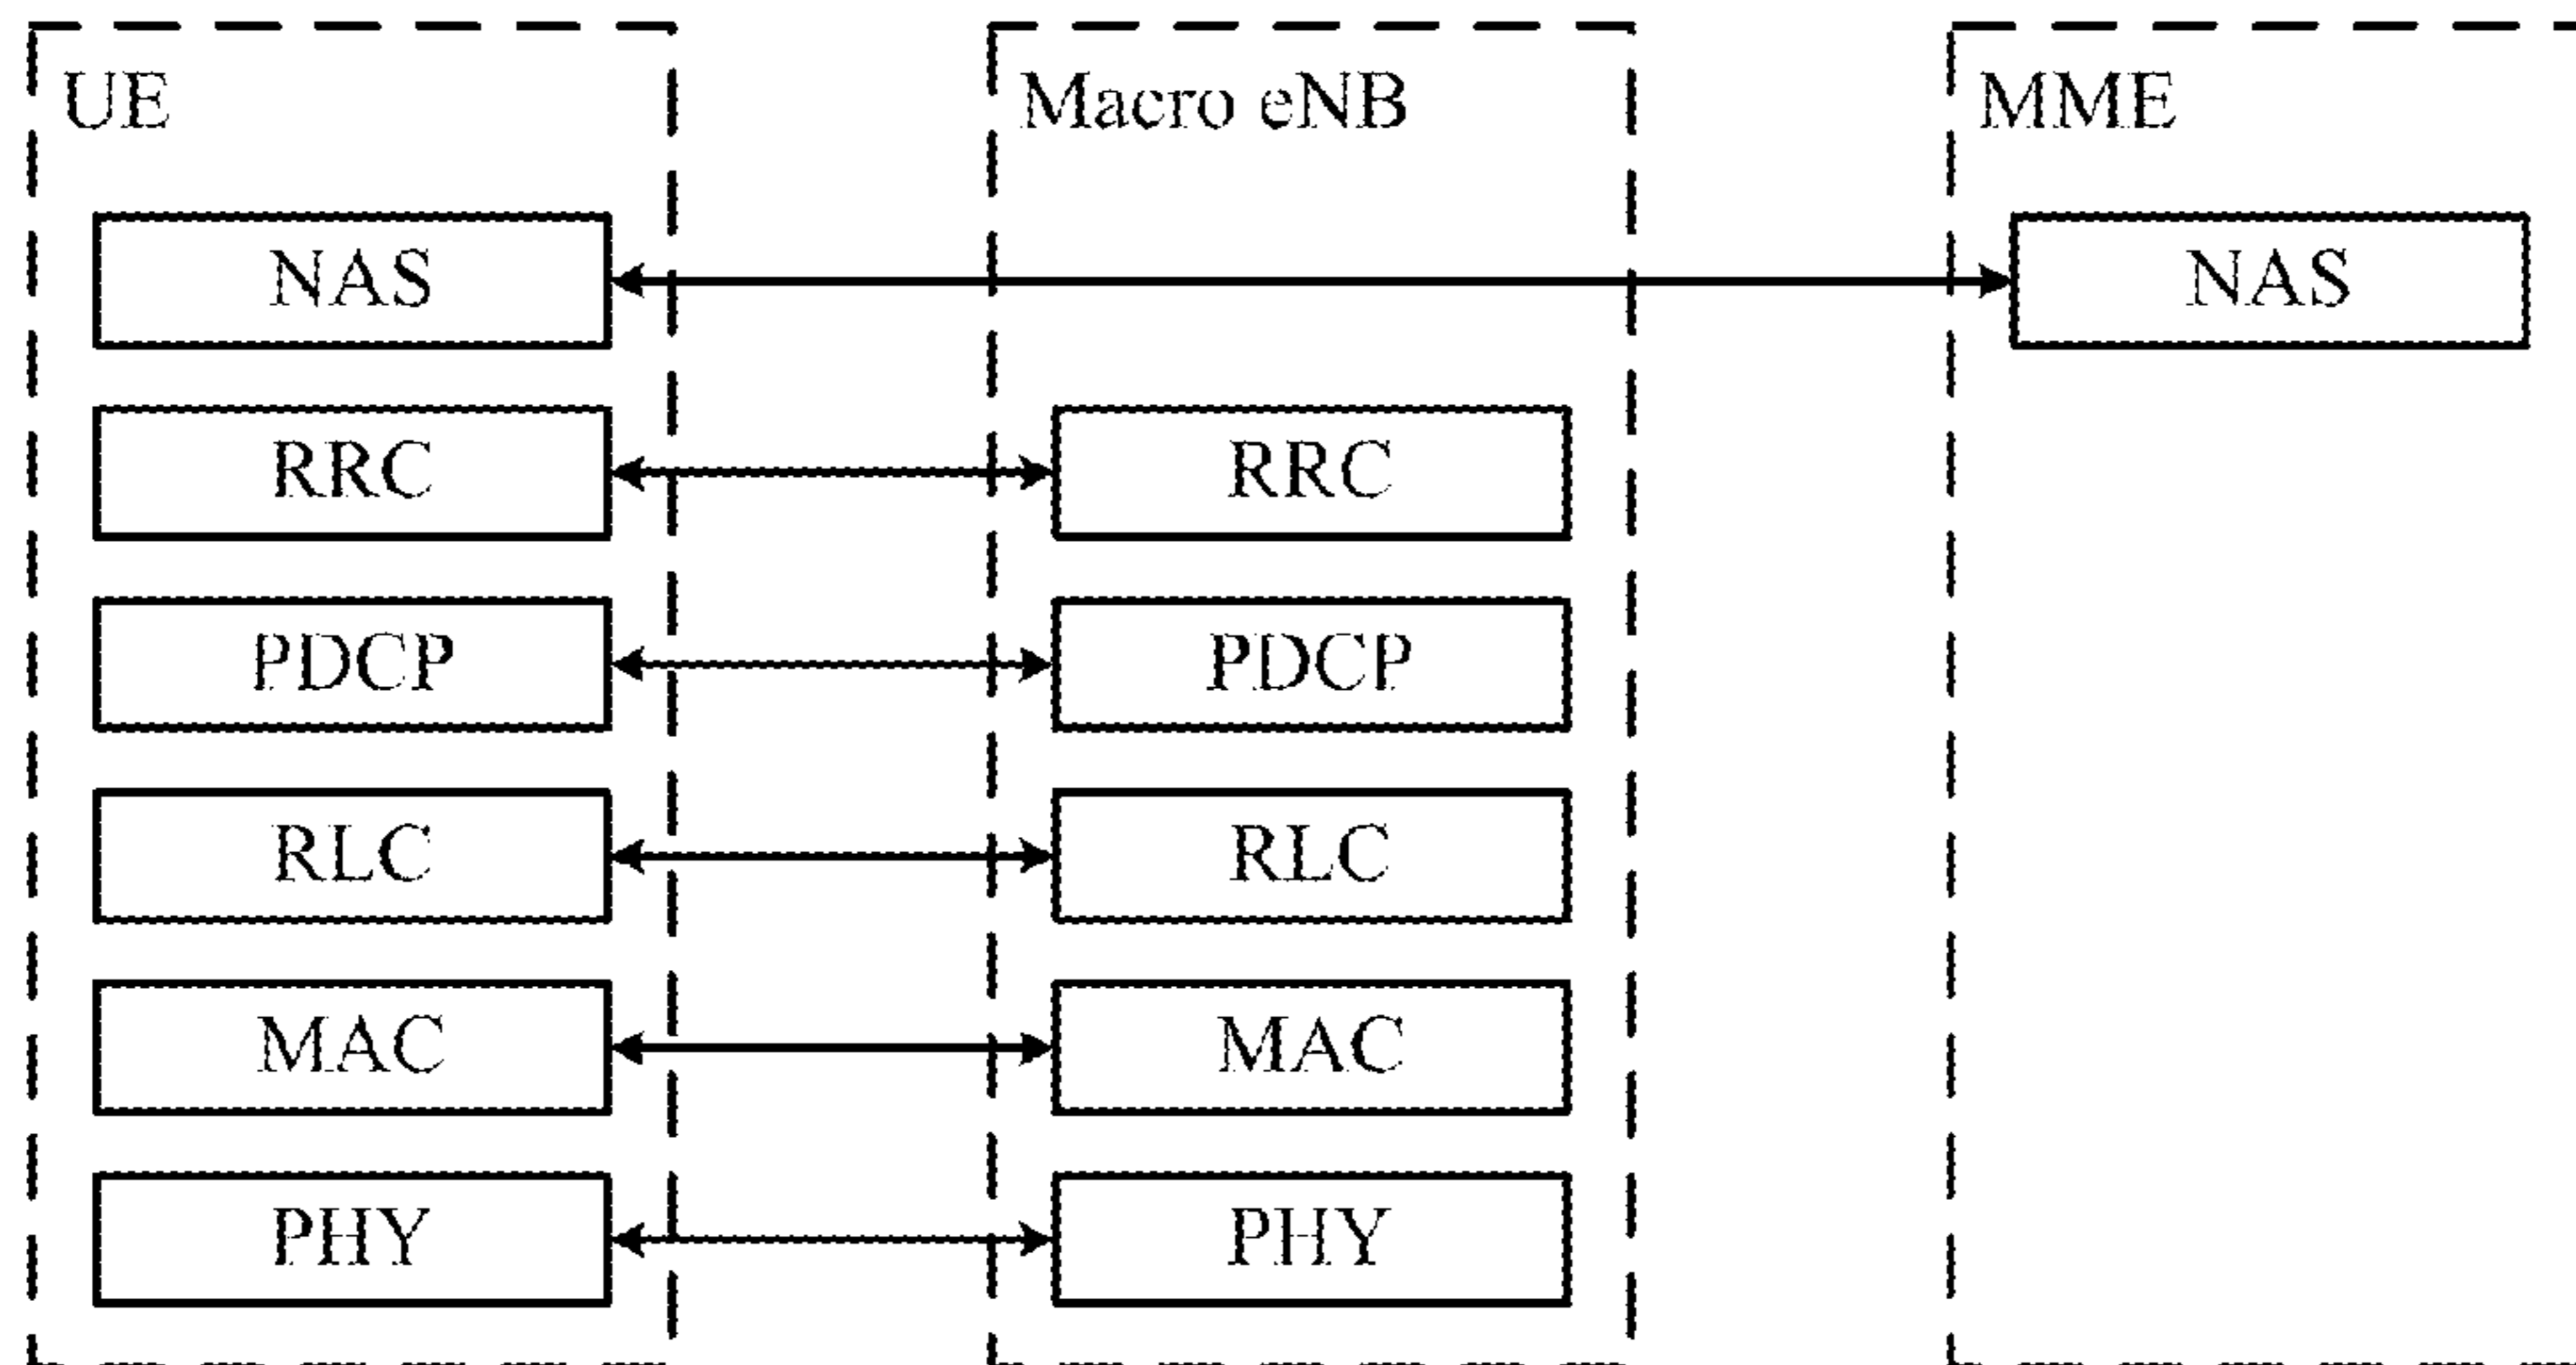 UE
Macro eNB
MME
NAS
NAS
RRC
RRC
PDCP
PDCP
RLC
RLC
MAC
MAC
PHY
PHY